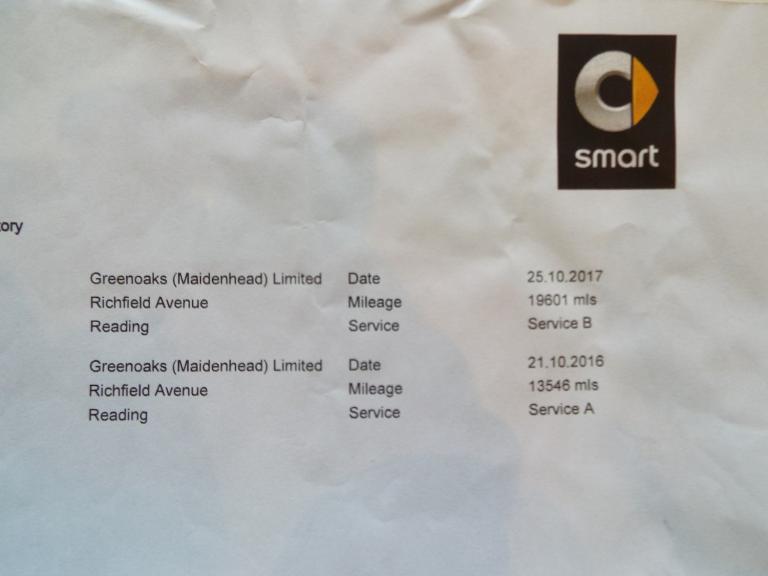 smart
tory
Greenoaks (Maidenhead) Limited Date 25.10.2017
Richfield Avenue Mileage 19601 mls
Reading Service Service B
Greenoaks (Maidenhead) Limited Date 21.10.2016
Richfield Avenue Mileage 13546 mls
Reading Service Service A